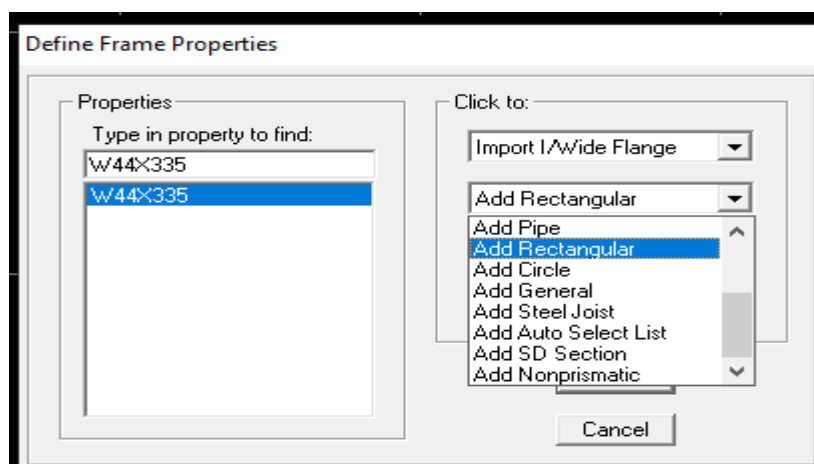 Define Frame Properties
Properties
Type in property to find:
W44X335
W44X335
Click to:
Import I/Wide Flange
Add Rectangular
Add Pipe
Add Rectangular
Add Circle
Add General
Add Steel Joist
Add Auto Select List
Add SD Section
Add Nonprismatic
Cancel